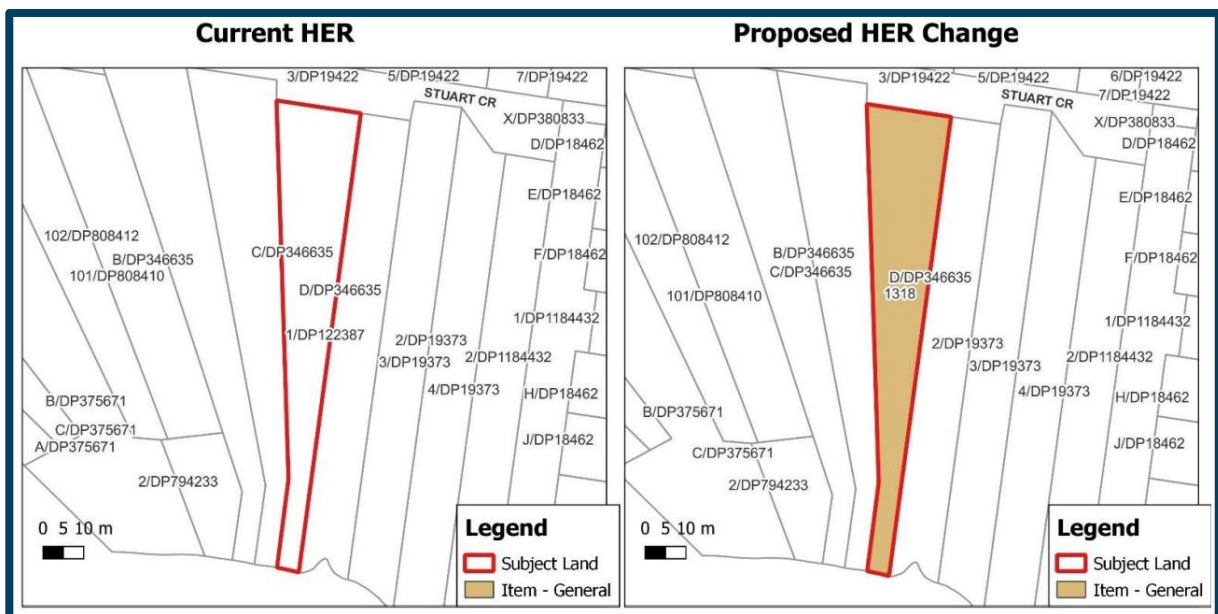 Current HER
3/DP19422
5/DP19422
7/DP19422
STUART CR
X/DP380833
D/DP18462
E/DP18462
102/DP808412
B/DP346635
C/DP346635
F/DP18462
101/DP808410
D/DP346635
1/DP122387
1/DP1184432
2/DP19373
3/DP19373
2/DP1184432
4/DP19373
H/DP18462
B/DP375671
C/DP375671
A/DP375671
J/DP18462
2/DP794233
0 5 10 m
Legend
Subject Land
Item - General
Proposed HER Change
3/DP19422
5/DP19422
6/DP19422
7/DP19422
STUART CR
X/DP380833
D/DP18462
E/DP18462
102/DP808412
B/DP346635
C/DP346635
F/DP18462
D/DP346635
1318
101/DP808410
1/DP1184432
2/DP19373
3/DP19373
2/DP1184432
4/DP19373
H/DP18462
B/DP375671
J/DP18462
C/DP375671
2/DP794233
0 5 10 m
Legend
Subject Land
Item - General